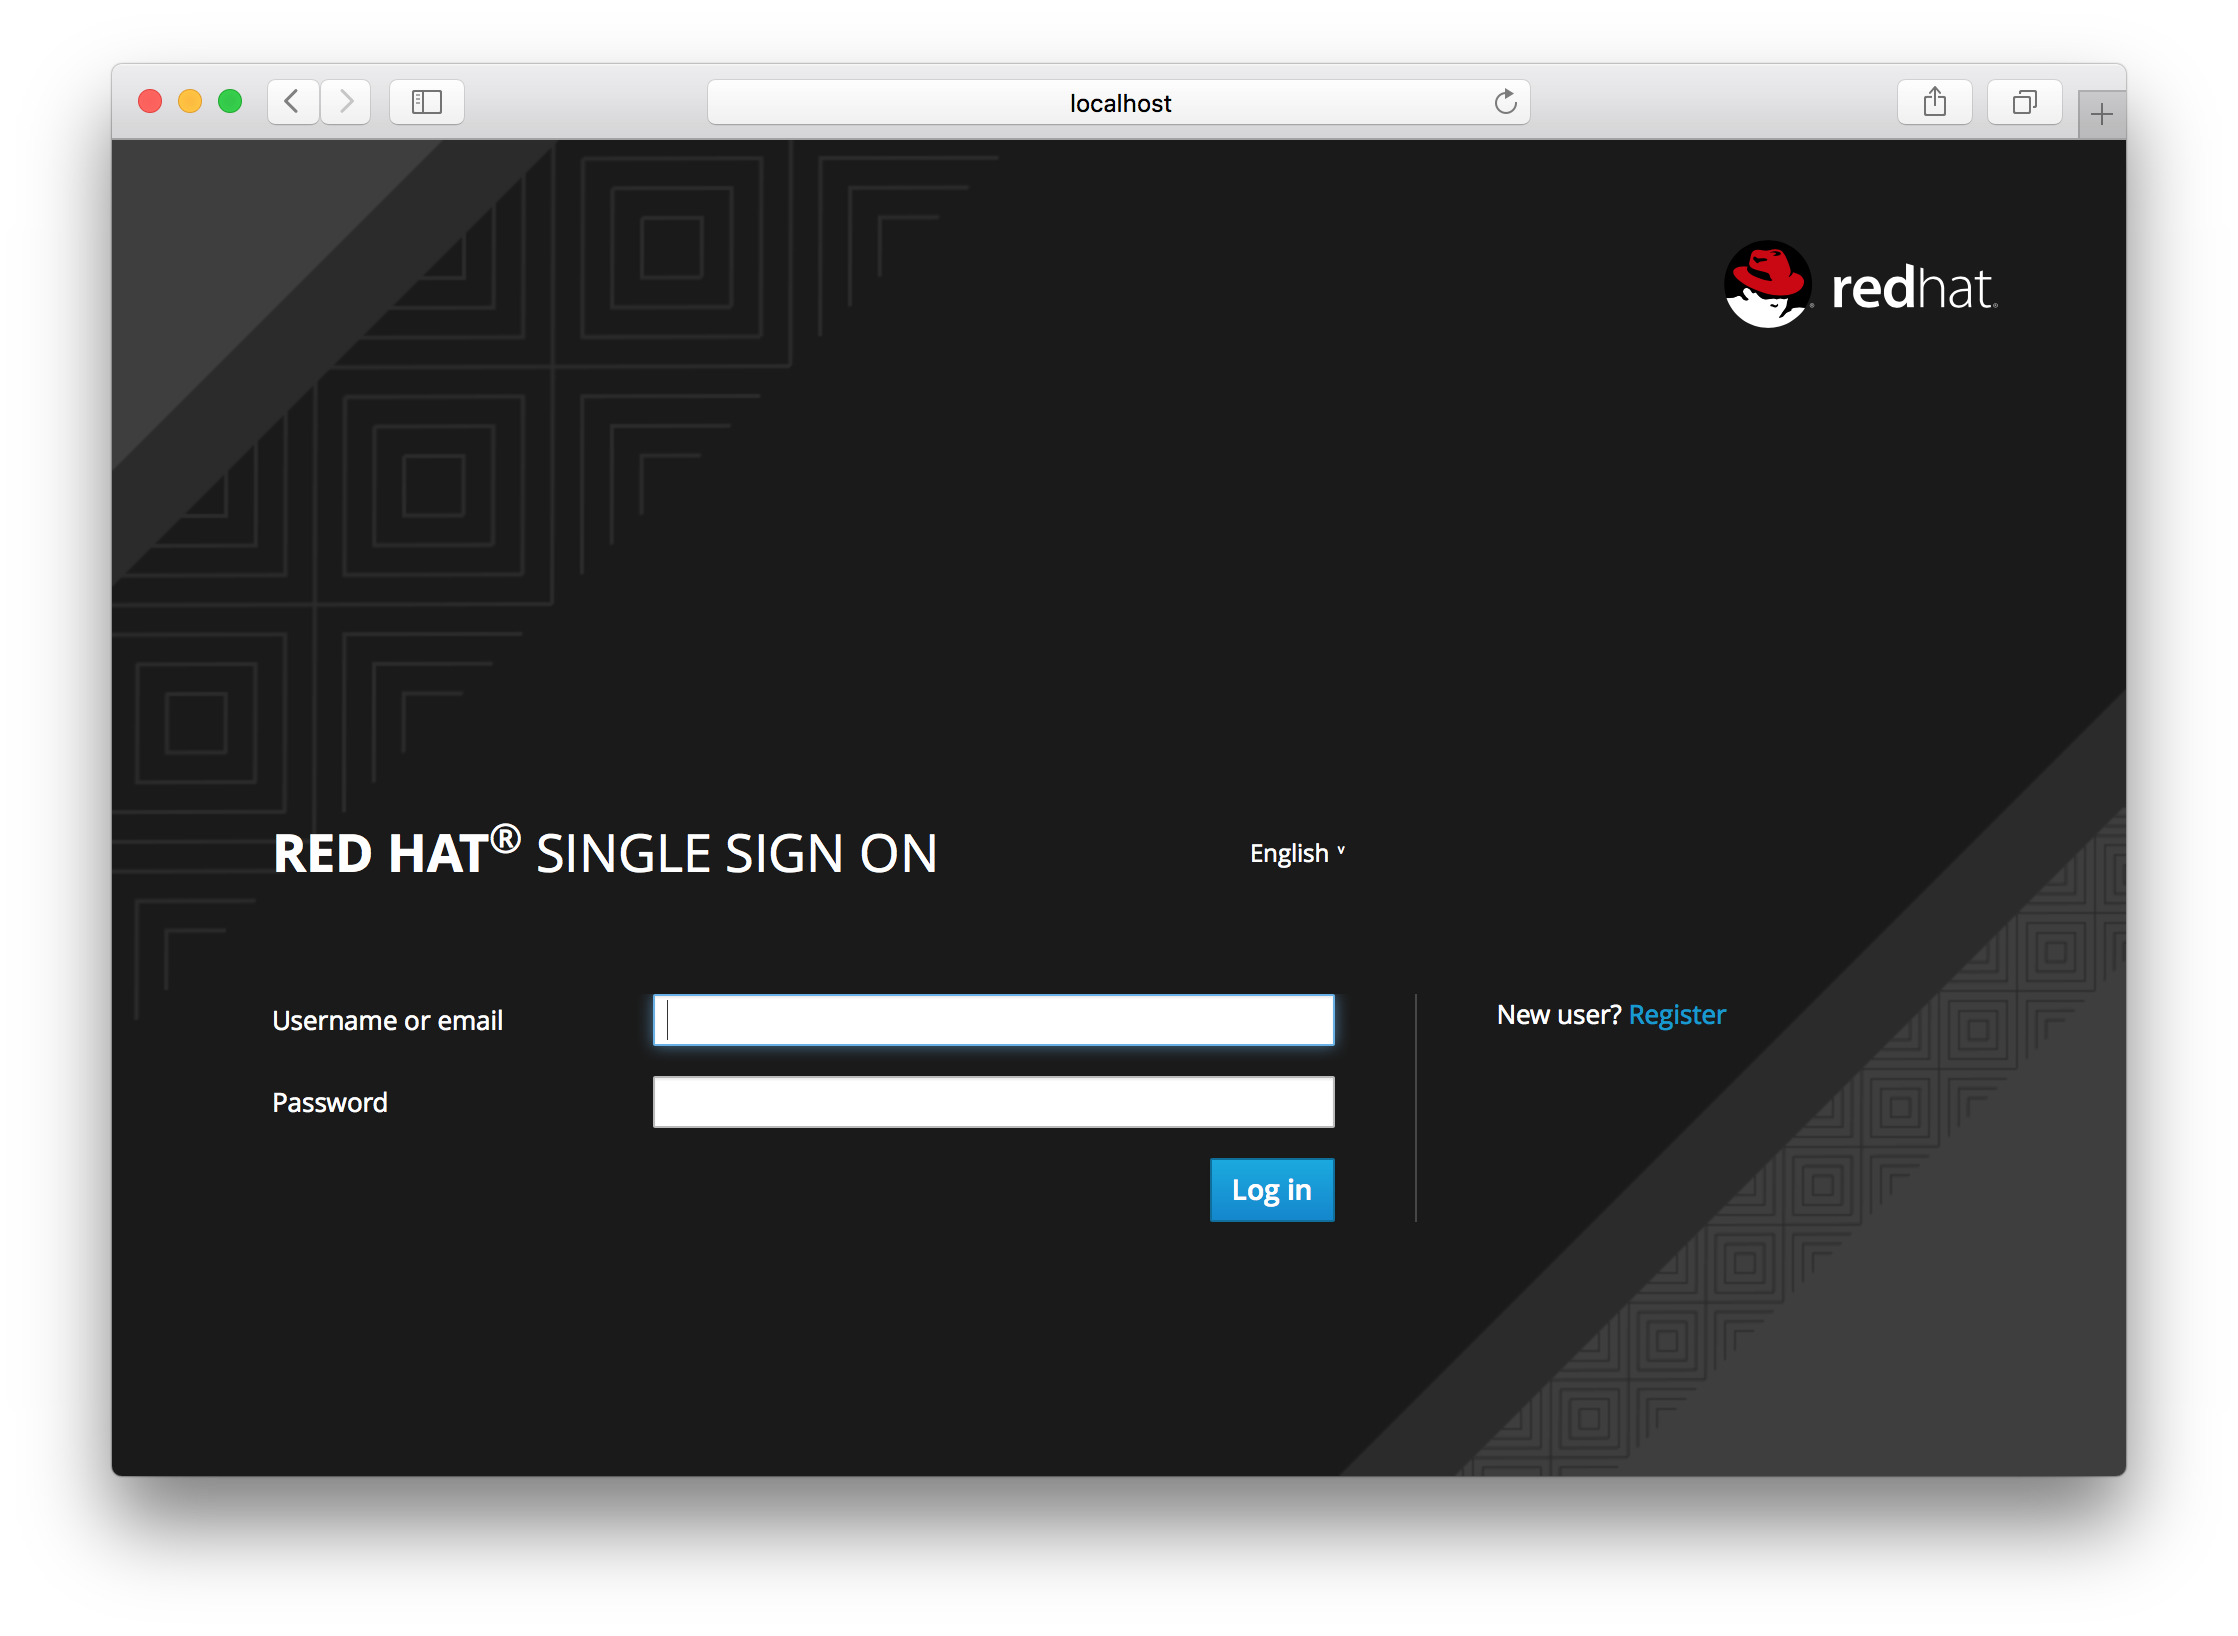 localhost
redhat
RED HAT® SINGLE SIGN ON
English ˅
Username or email
New user? Register
Password
Log in